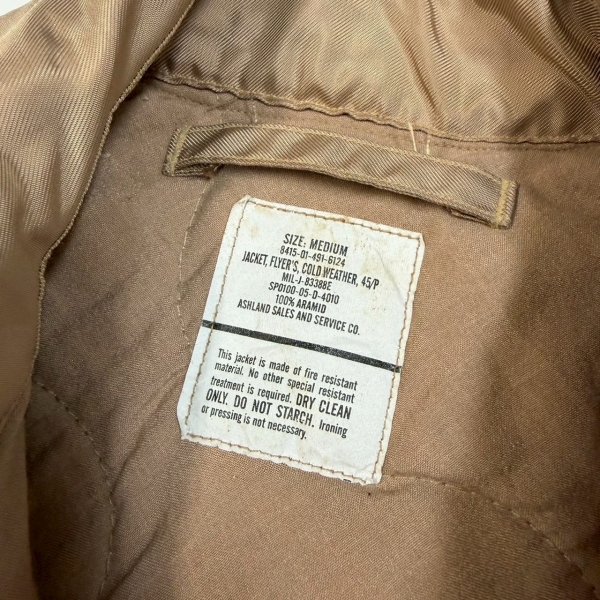 SIZE: MEDIUM
8415-01-491-6124
JACKET, FLYER'S, COLD WEATHER, 45/P
MIL-J-83388E
SPO100-05-D-4010
100% ARAMID
ASHLAND SALES AND SERVICE CO.
This jacket is made of fire resistant
material. No other special resistant
treatment is required. DRY CLEAN
ONLY. DO NOT STARCH. Ironing
or pressing is not necessary.